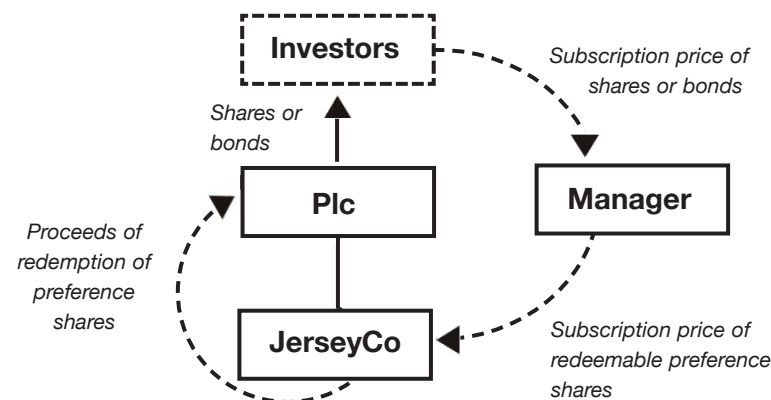 Investors
Subscription price of
shares or bonds
Shares or
bonds
Plc
Manager
Proceeds of
redemption of
preference
shares
JerseyCo
Subscription price of
redeemable preference
shares